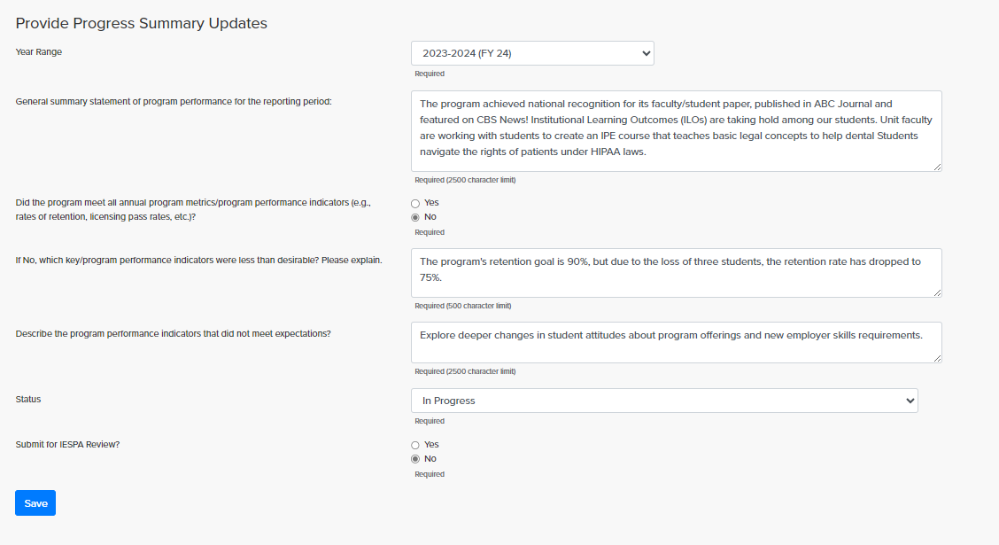 Provide Progress Summary Updates
Year Range
2023-2024 (FY 24)
Required
General summary statement of program performance for the reporting period:
The program achieved national recognition for its faculty/student paper, published in ABC Journal and
featured on CBS News! Institutional Learning Outcomes (ILOs) are taking hold among our students. Unit faculty
are working with students to create an IPE course that teaches basic legal concepts to help dental Students
navigate the rights of patients under HIPAA laws.
Required (2500 character limit)
Did the program meet all annual program metrics/program performance indicators (e.g.,
rates of retention, licensing pass rates, etc.)?
Yes
No
Required
If No, which key/program performance indicators were less than desirable? Please explain.
The program's retention goal is 90%, but due to the loss of three students, the retention rate has dropped to
75%.
Required (500 character limit)
Describe the program performance indicators that did not meet expectations?
Explore deeper changes in student attitudes about program offerings and new employer skills requirements.
Required (2500 character limit)
Status
In Progress
Required
Submit for IESPA Review?
Yes
No
Required
Save